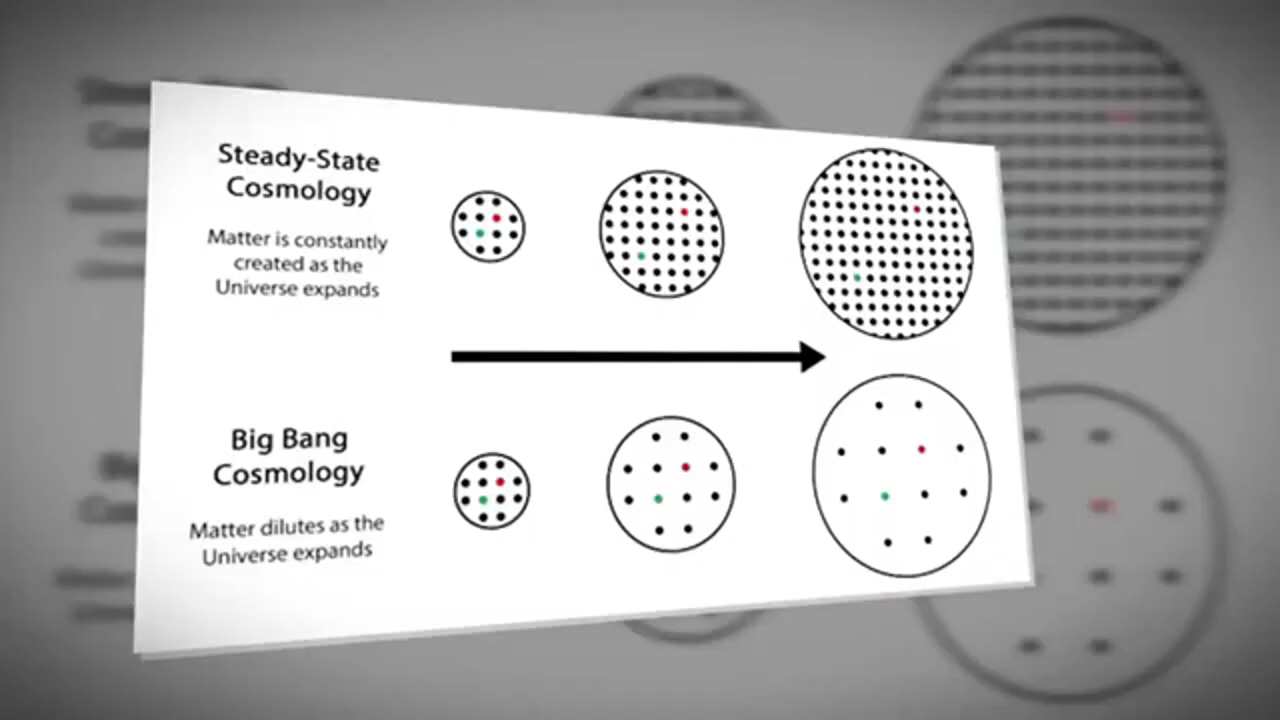 Steady-State
Cosmology
Matter is constantly
created as the
Universe expands
Big Bang
Cosmology
Matter dilutes as the
Universe expands